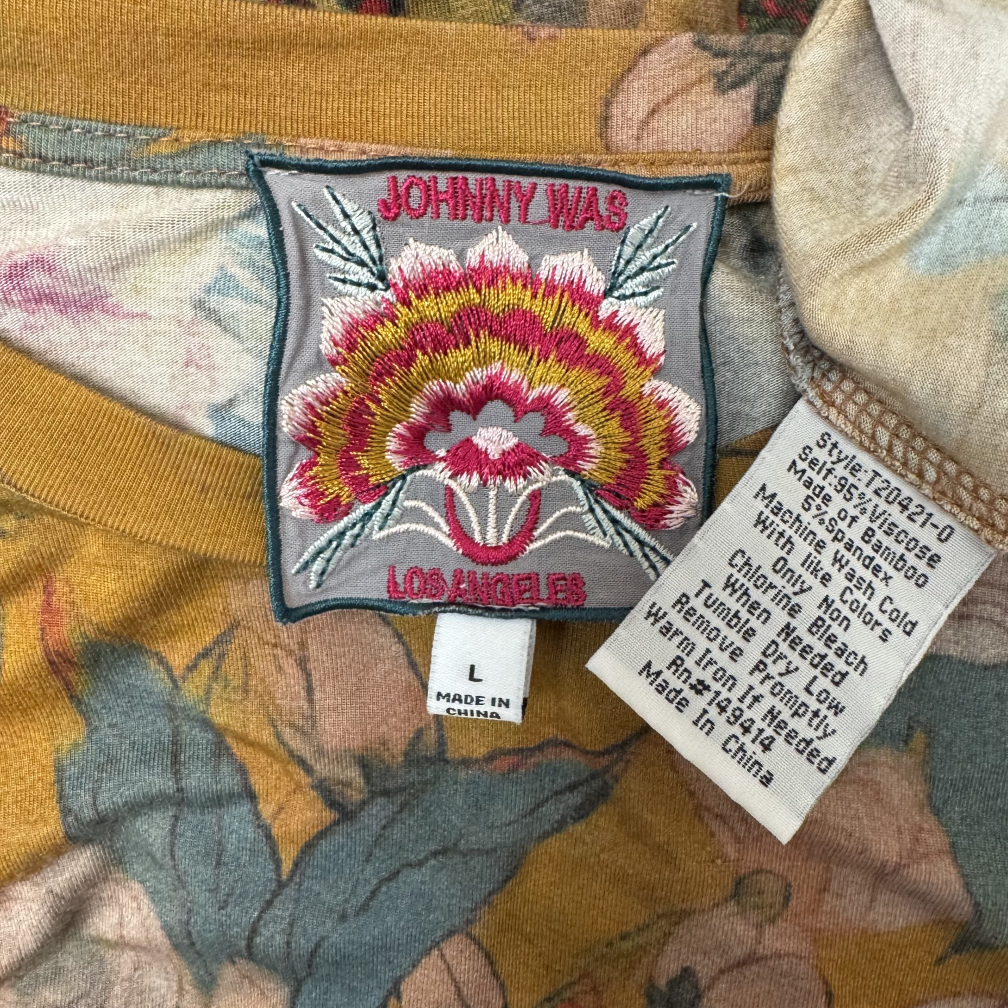 JOHNNY WAS
LOS ANGELES
L
MADE IN
CHINA
Style:T20421-0
Self:95%Viscose
Made of Bamboo
5%Spandex
Machine Wash Cold
With like Colors
Only Non
Chlorine Bleach
When Needed
Tumble Dry Low
Remove Promptly
Warm Iron If Needed
Rn#149414
Made In China